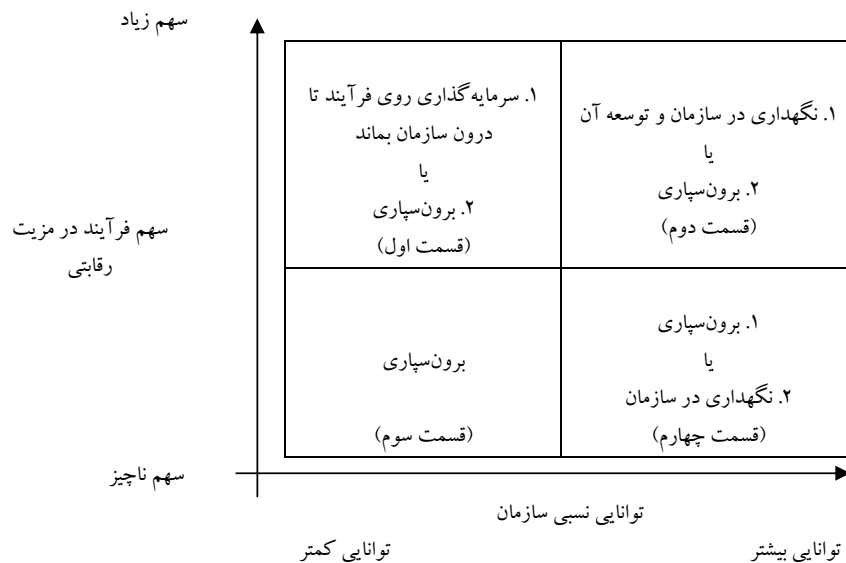 سهم زیاد
۱. نگهداری در سازمان و توسعه آن
یا
۲. برون‌سپاری
(قسمت دوم)
۱. سرمایه‌گذاری روی فرآیند تا
درون سازمان بماند
یا
۲. برون‌سپاری
(قسمت اول)
سهم فرآیند در مزیت
رقابتی
۱. برون‌سپاری
یا
۲. نگهداری در سازمان
(قسمت چهارم)
برون‌سپاری
(قسمت سوم)
سهم ناچیز
توانایی نسبی سازمان
توانایی بیشتر
توانایی کمتر